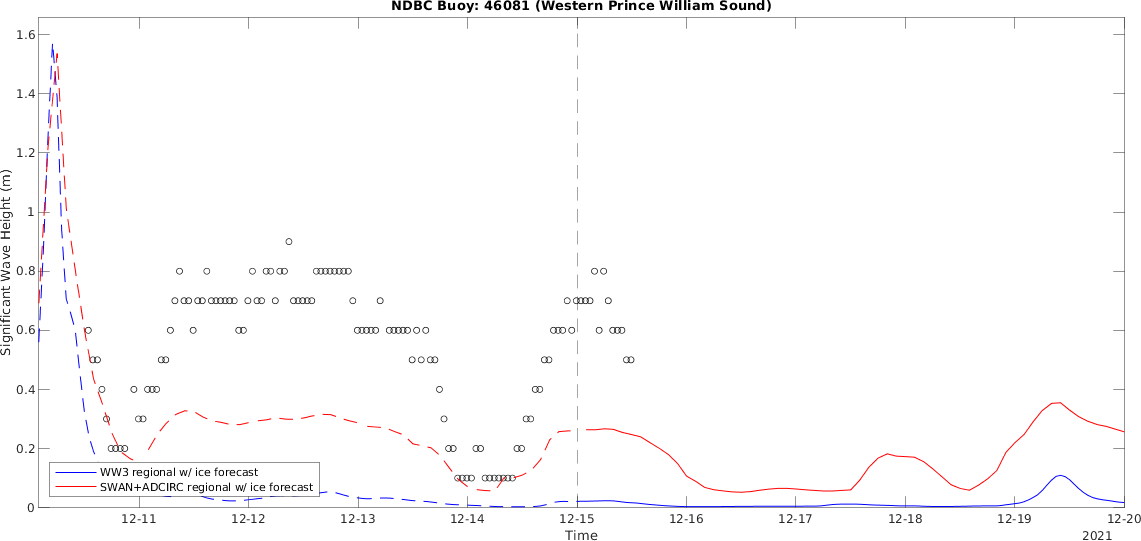 NDBC Buoy: 46081 (Western Prince William Sound)
Significant Wave Height (m)
1.6
1.4
1.2
1
0.8
0.6
0.4
0.2
0
WW3 regional w/ ice forecast
SWAN+ADCIRC regional w/ ice forecast
12-11 12-12 12-13 12-14 12-15 12-16 12-17 12-18 12-19 12-20
Time
2021